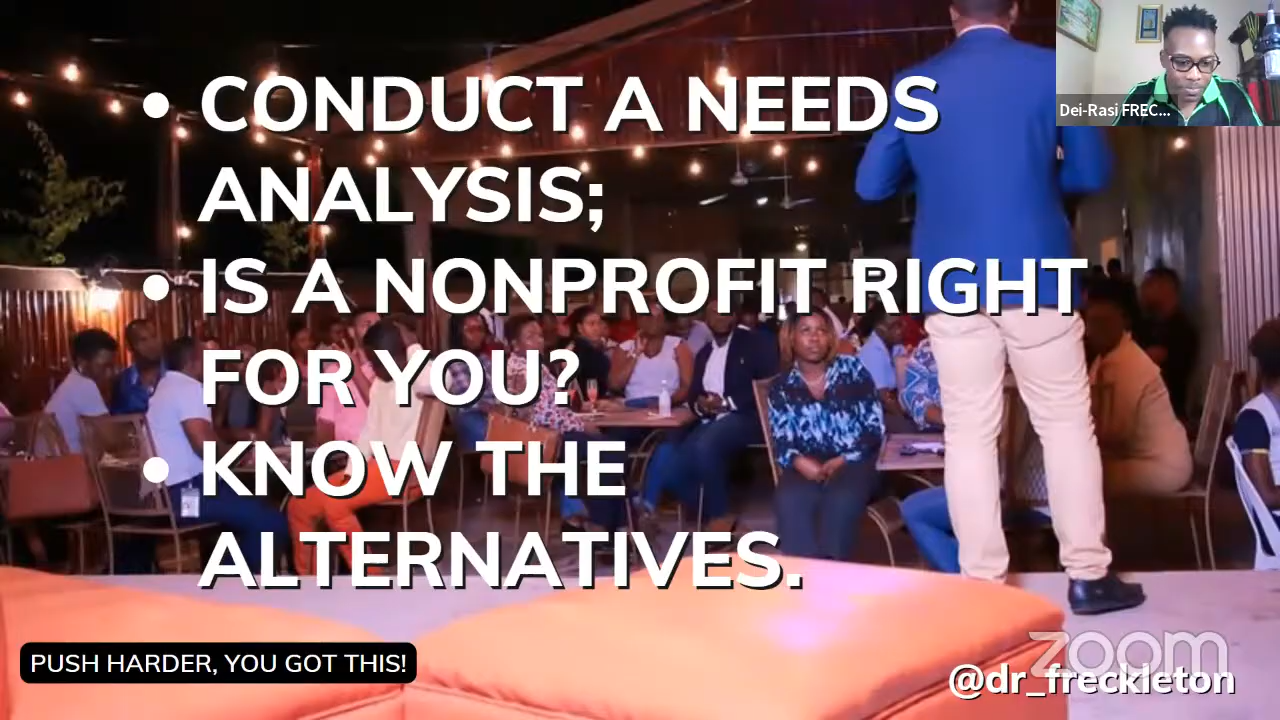 • CONDUCT A NEEDS
ANALYSIS;
• IS A NONPROFIT RIGHT
FOR YOU?
• KNOW THE
ALTERNATIVES.
Dei-Rasi FREC...
PUSH HARDER, YOU GOT THIS!
zoom
@dr_freckleton